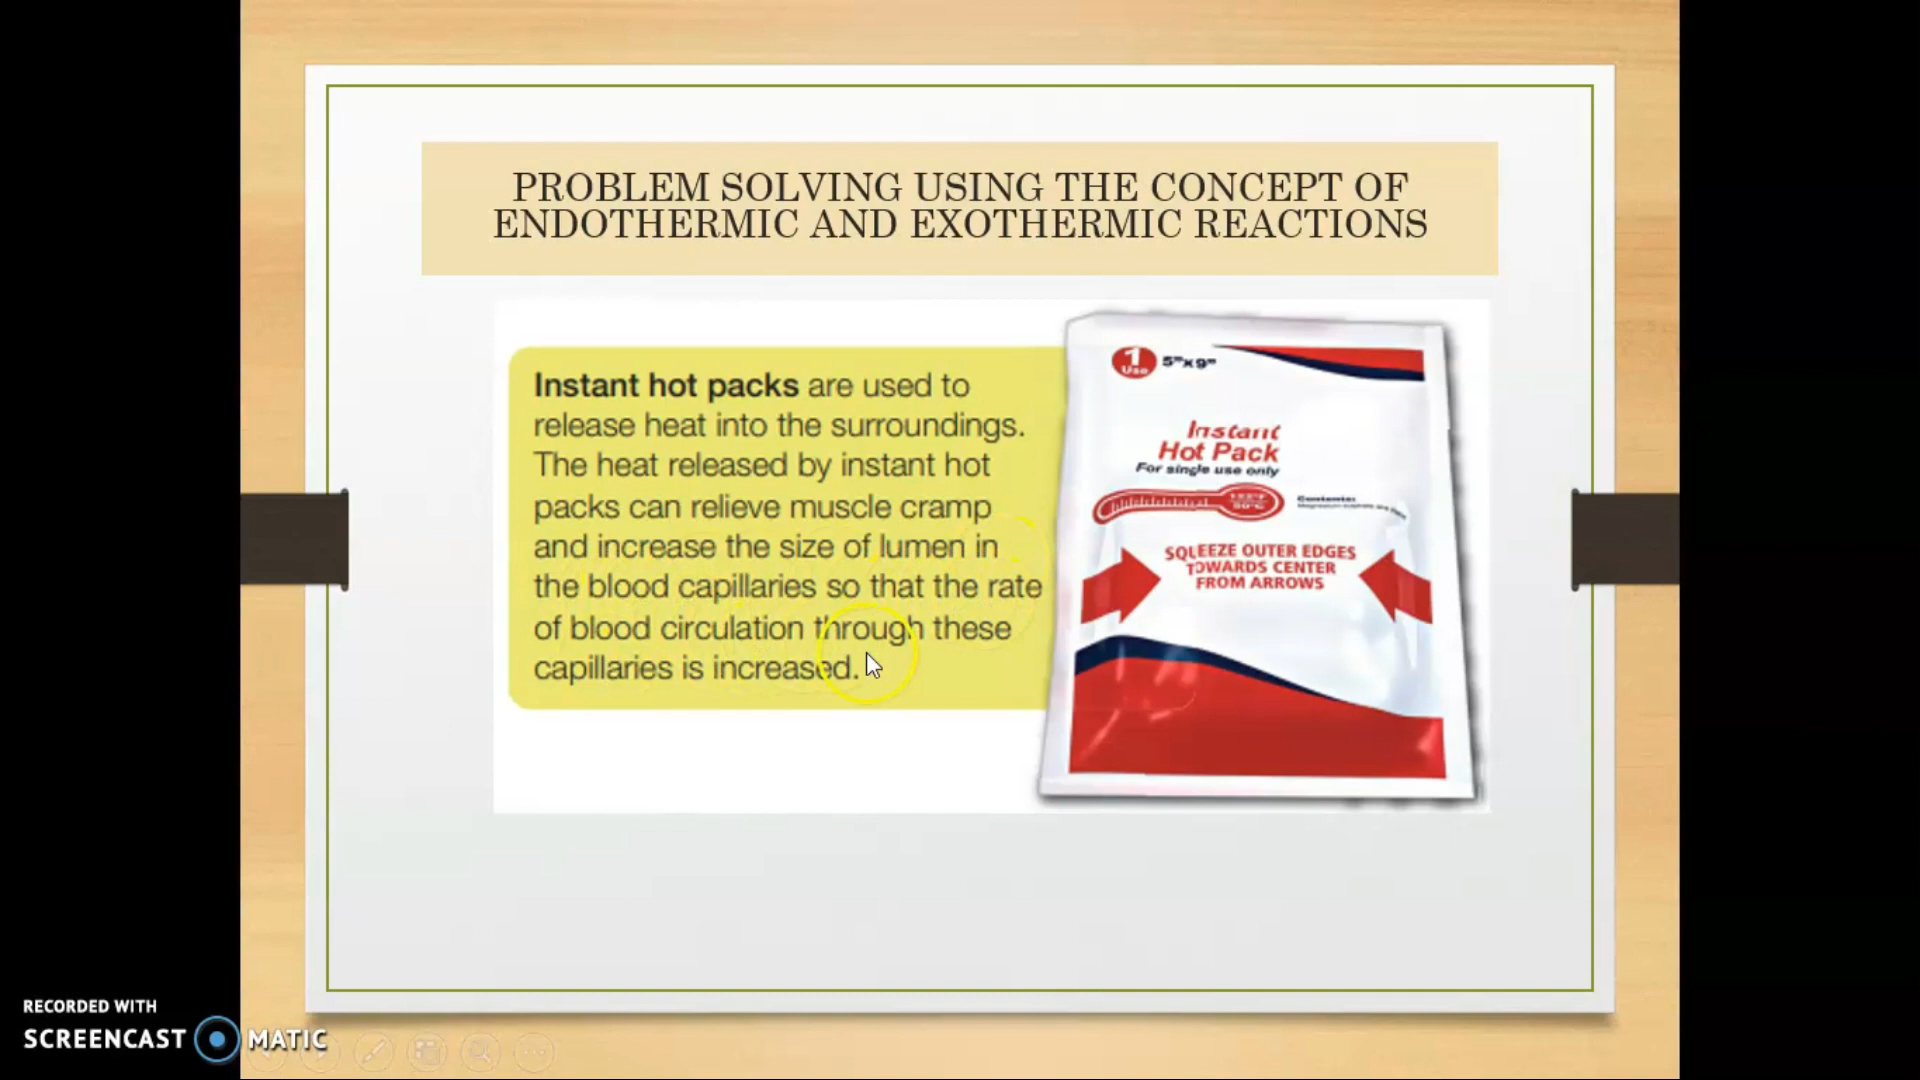 PROBLEM SOLVING USING THE CONCEPT OF
ENDOTHERMIC AND EXOTHERMIC REACTIONS
Instant hot packs are used to
release heat into the surroundings.
The heat released by instant hot
packs can relieve muscle cramp
and increase the size of lumen in
the blood capillaries so that the rate
of blood circulation through these
capillaries is increased.
1
Use
5"x9"
Instant
Hot Pack
For single use only
Contents:
SQUEEZE OUTER EDGES
TOWARDS CENTER
FROM ARROWS
RECORDED WITH
SCREENCAST MATIC